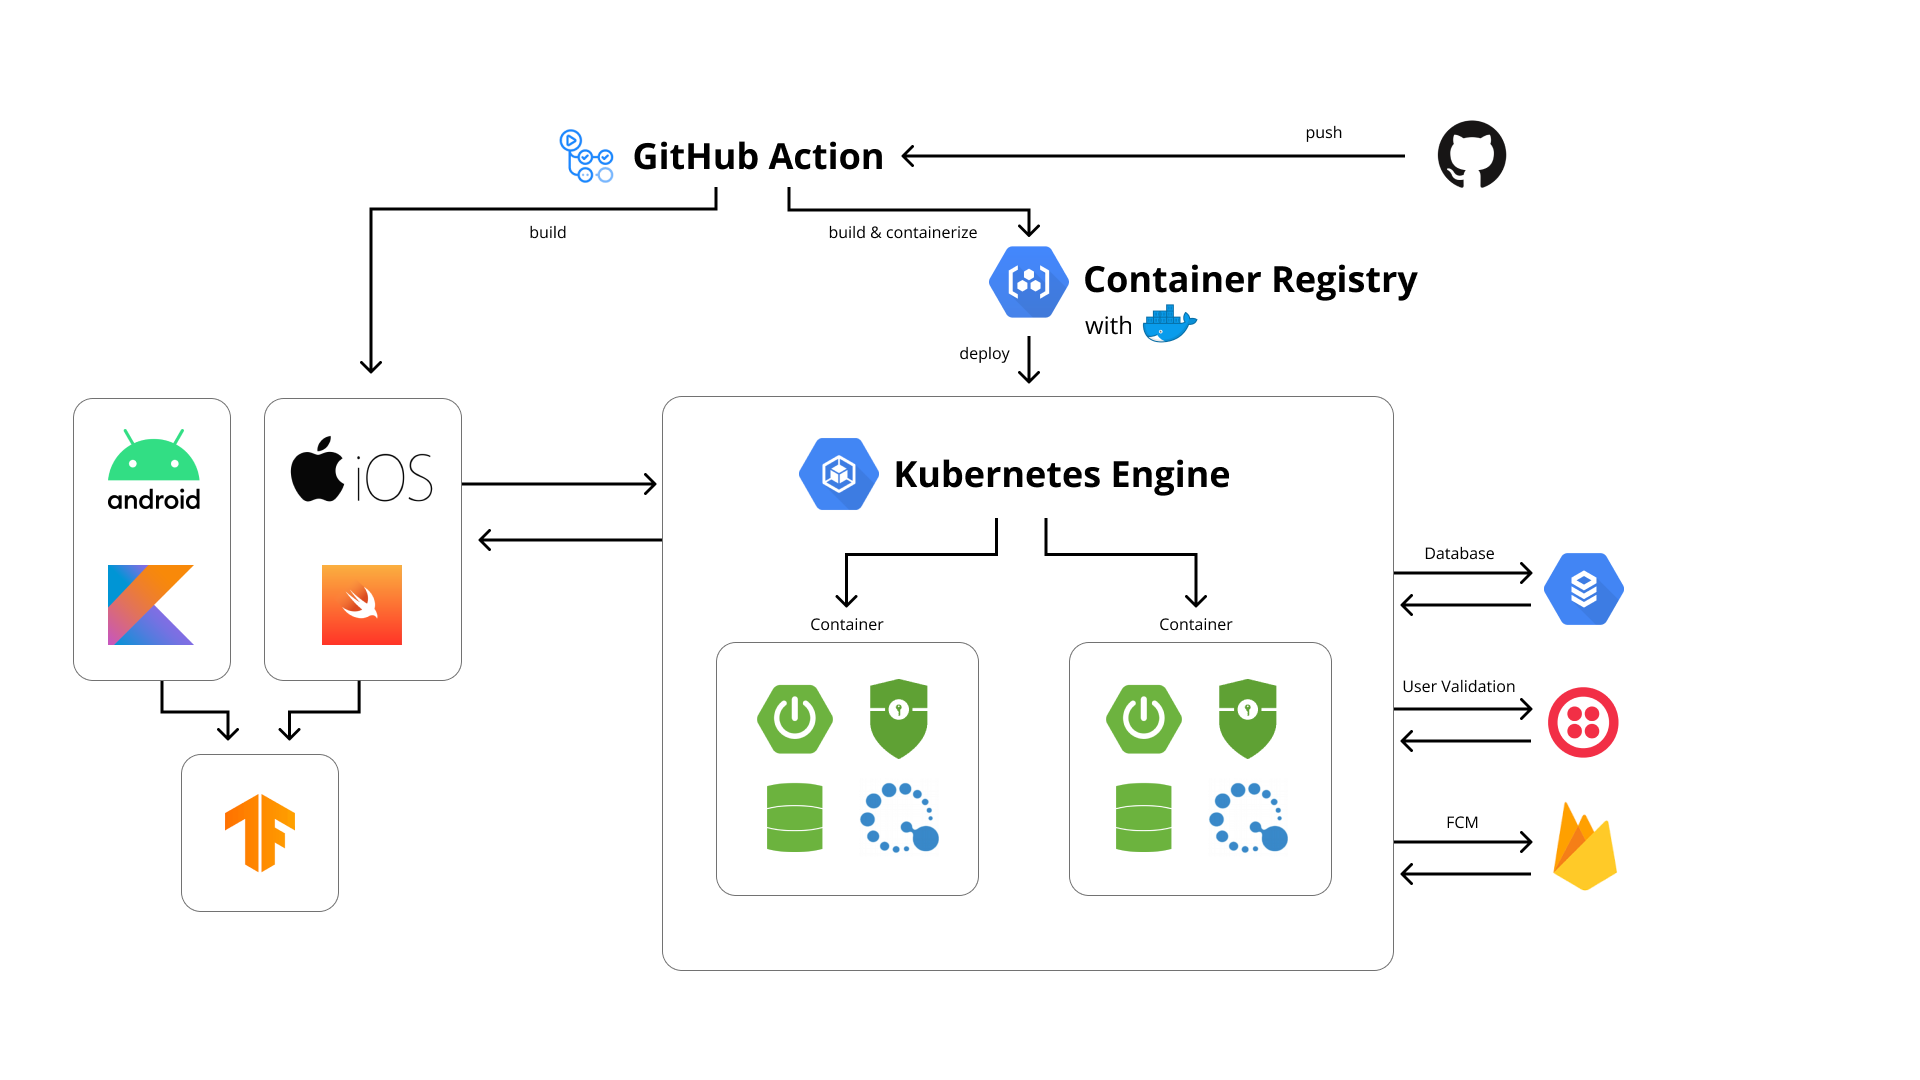 push
GitHub Action
build
build & containerize
Container Registry
with
deploy
android
iOS
Kubernetes Engine
Database
Container
Container
User Validation
FCM